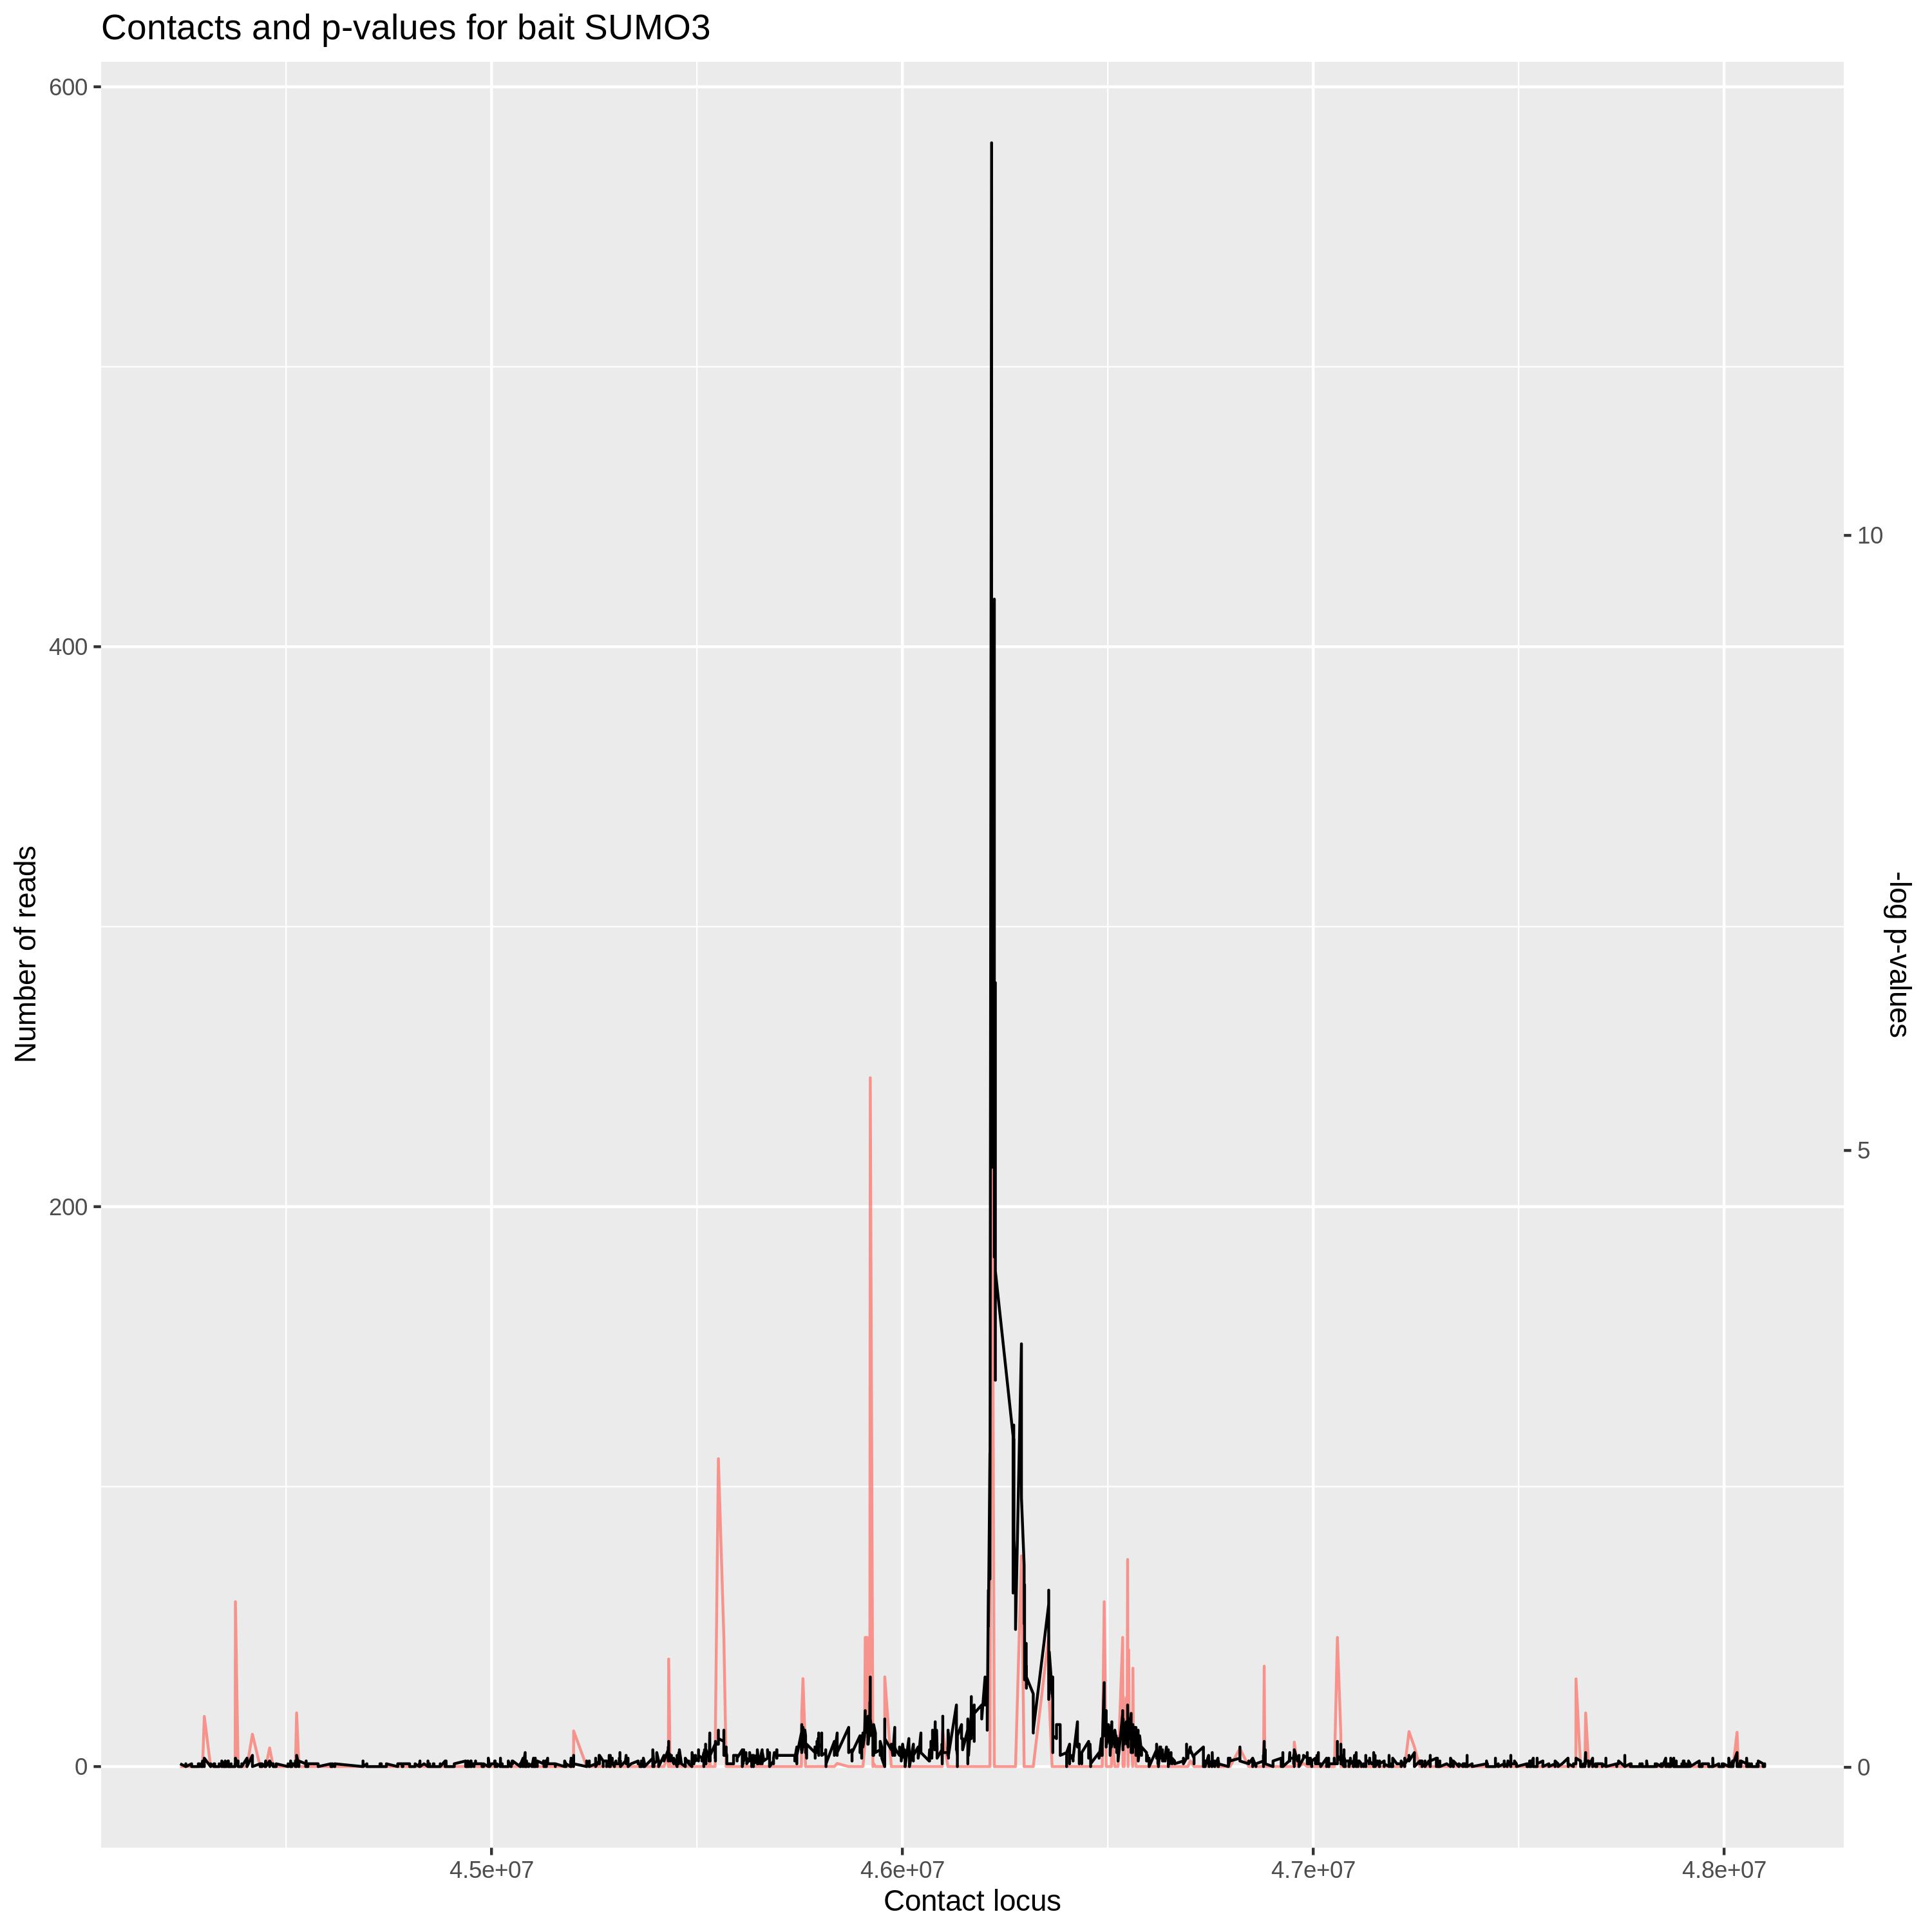 Contacts and p-values for bait SUMO3
600
400
200
0
Number of reads
10
5
0
-log p-values
4.5e+07
4.6e+07
4.7e+07
4.8e+07
Contact locus